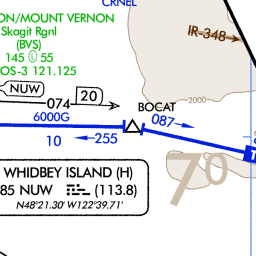 CRNEL
ON/MOUNT VERNON
Skagit Rgnl
(BVS)
145 Ⓛ 55
OS-3 121.125
IR-348
NUW
074
20
2000
BOCAT
6000G
087
10
255
WHIDBEY ISLAND (H)
85 NUW (113.8)
N48°21.30' W122°39.71'
7⁰